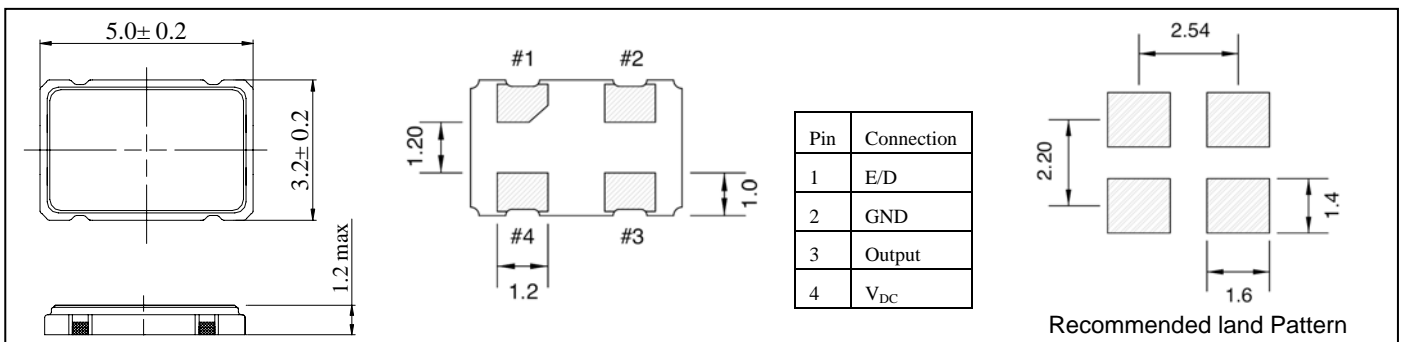 5.0± 0.2
3.2± 0.2
1.2 max
#1 #2
1.20
1.0
#4 #3
1.2
Pin Connection
1 E/D
2 GND
3 Output
4 VDC
2.54
2.20
1.4
1.6
Recommended land Pattern